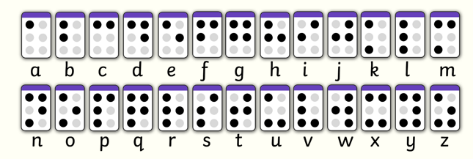 a b c d e f g h i j k l m
n o p q r s t u v w x y z